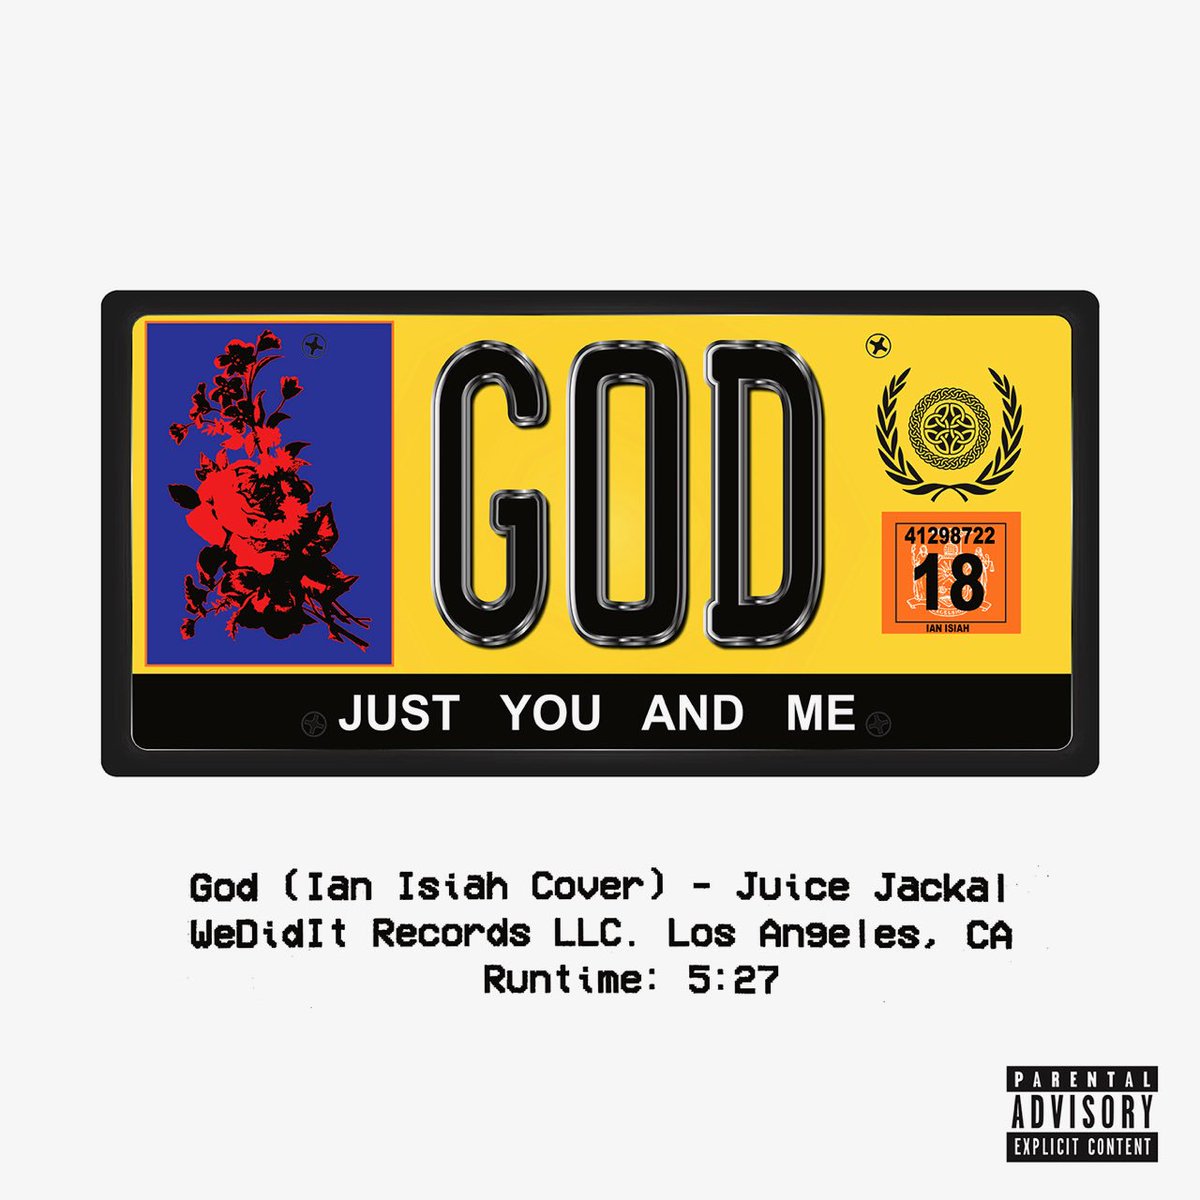 GOD
41298722
18
IAN ISIAH
JUST YOU AND ME
God (Ian Isiah Cover) - Juice Jackal
WeDidIt Records LLC. Los Angeles, CA
Runtime: 5:27
PARENTAL
ADVISORY
EXPLICIT CONTENT